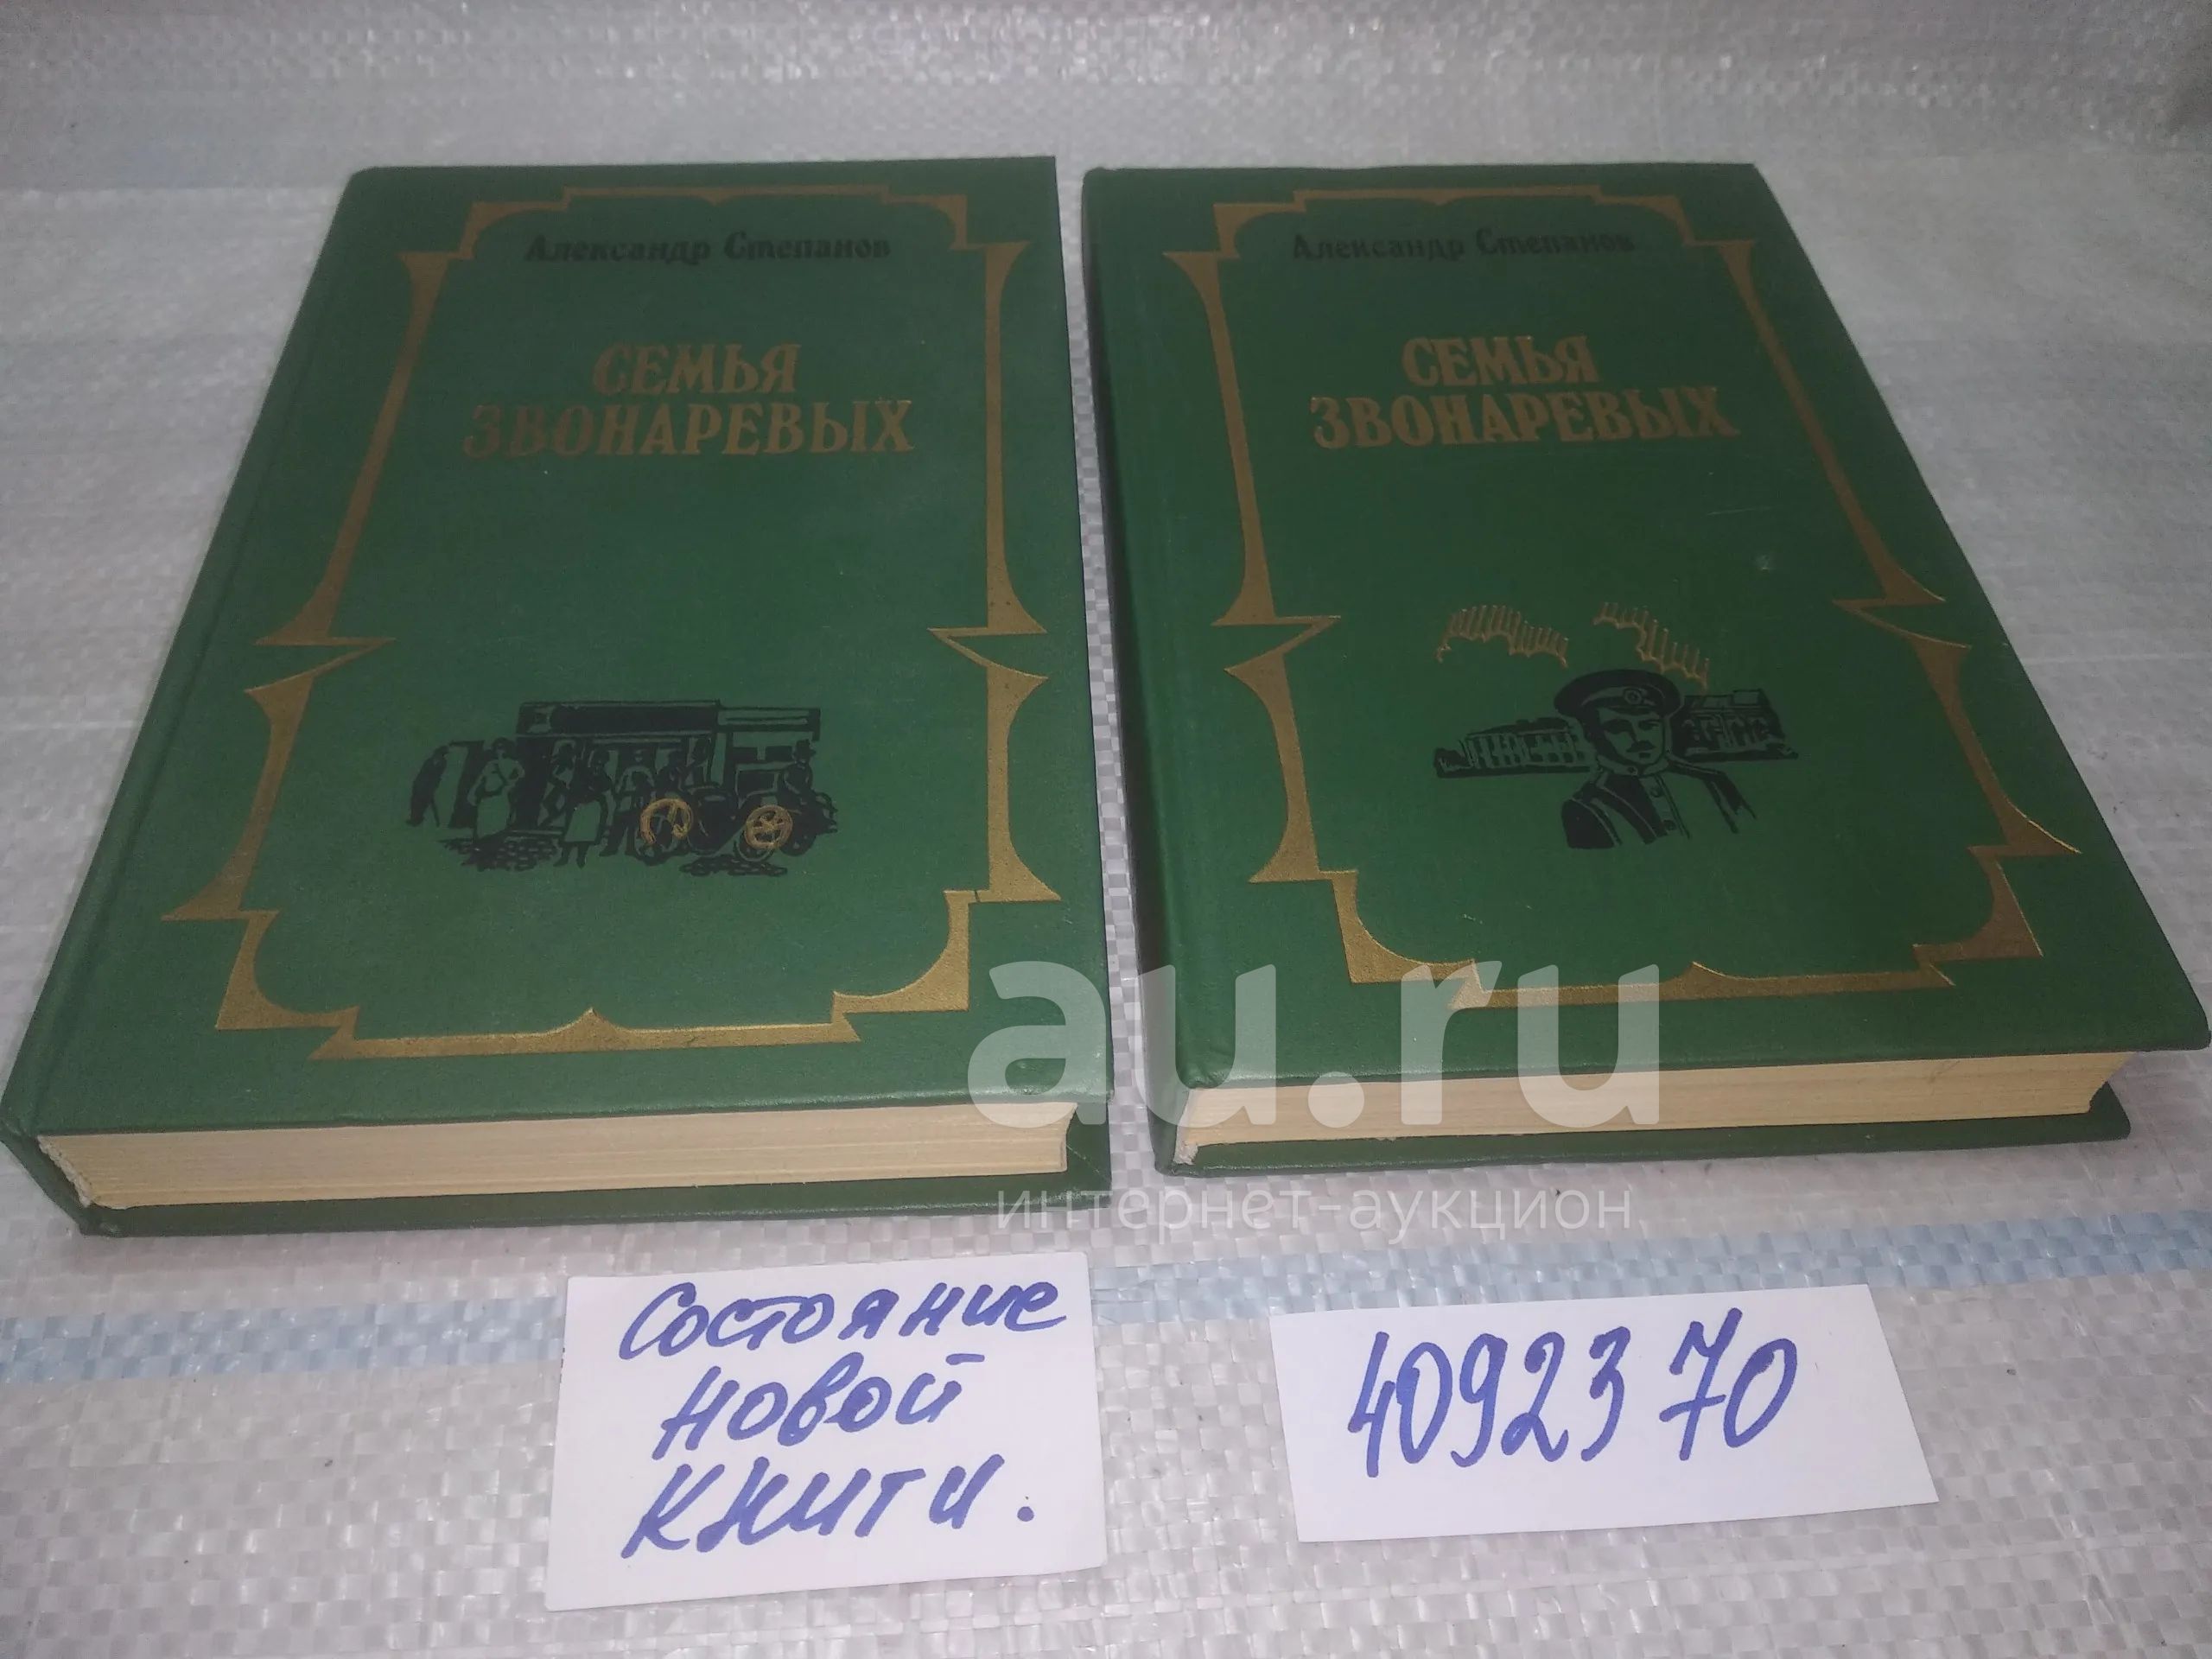 Александр Степанов
СЕМЬЯ
ЗВОНАРЕВЫХ
Александр Степанов
СЕМЬЯ
ЗВОНАРЕВЫХ
au.ru
интернет-аукцион
Состояние
новой
книги.
4092370